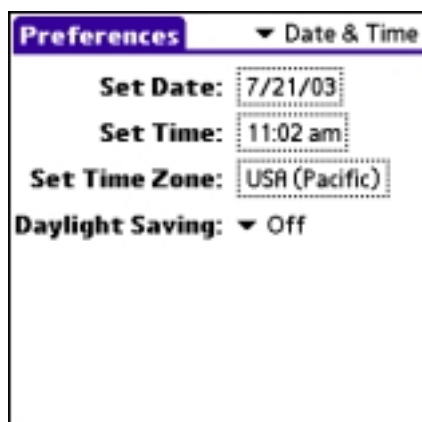 Preferences ▼ Date & Time
Set Date: 7/21/03
Set Time: 11:02 am
Set Time Zone: USA (Pacific)
Daylight Saving: ▼ Off